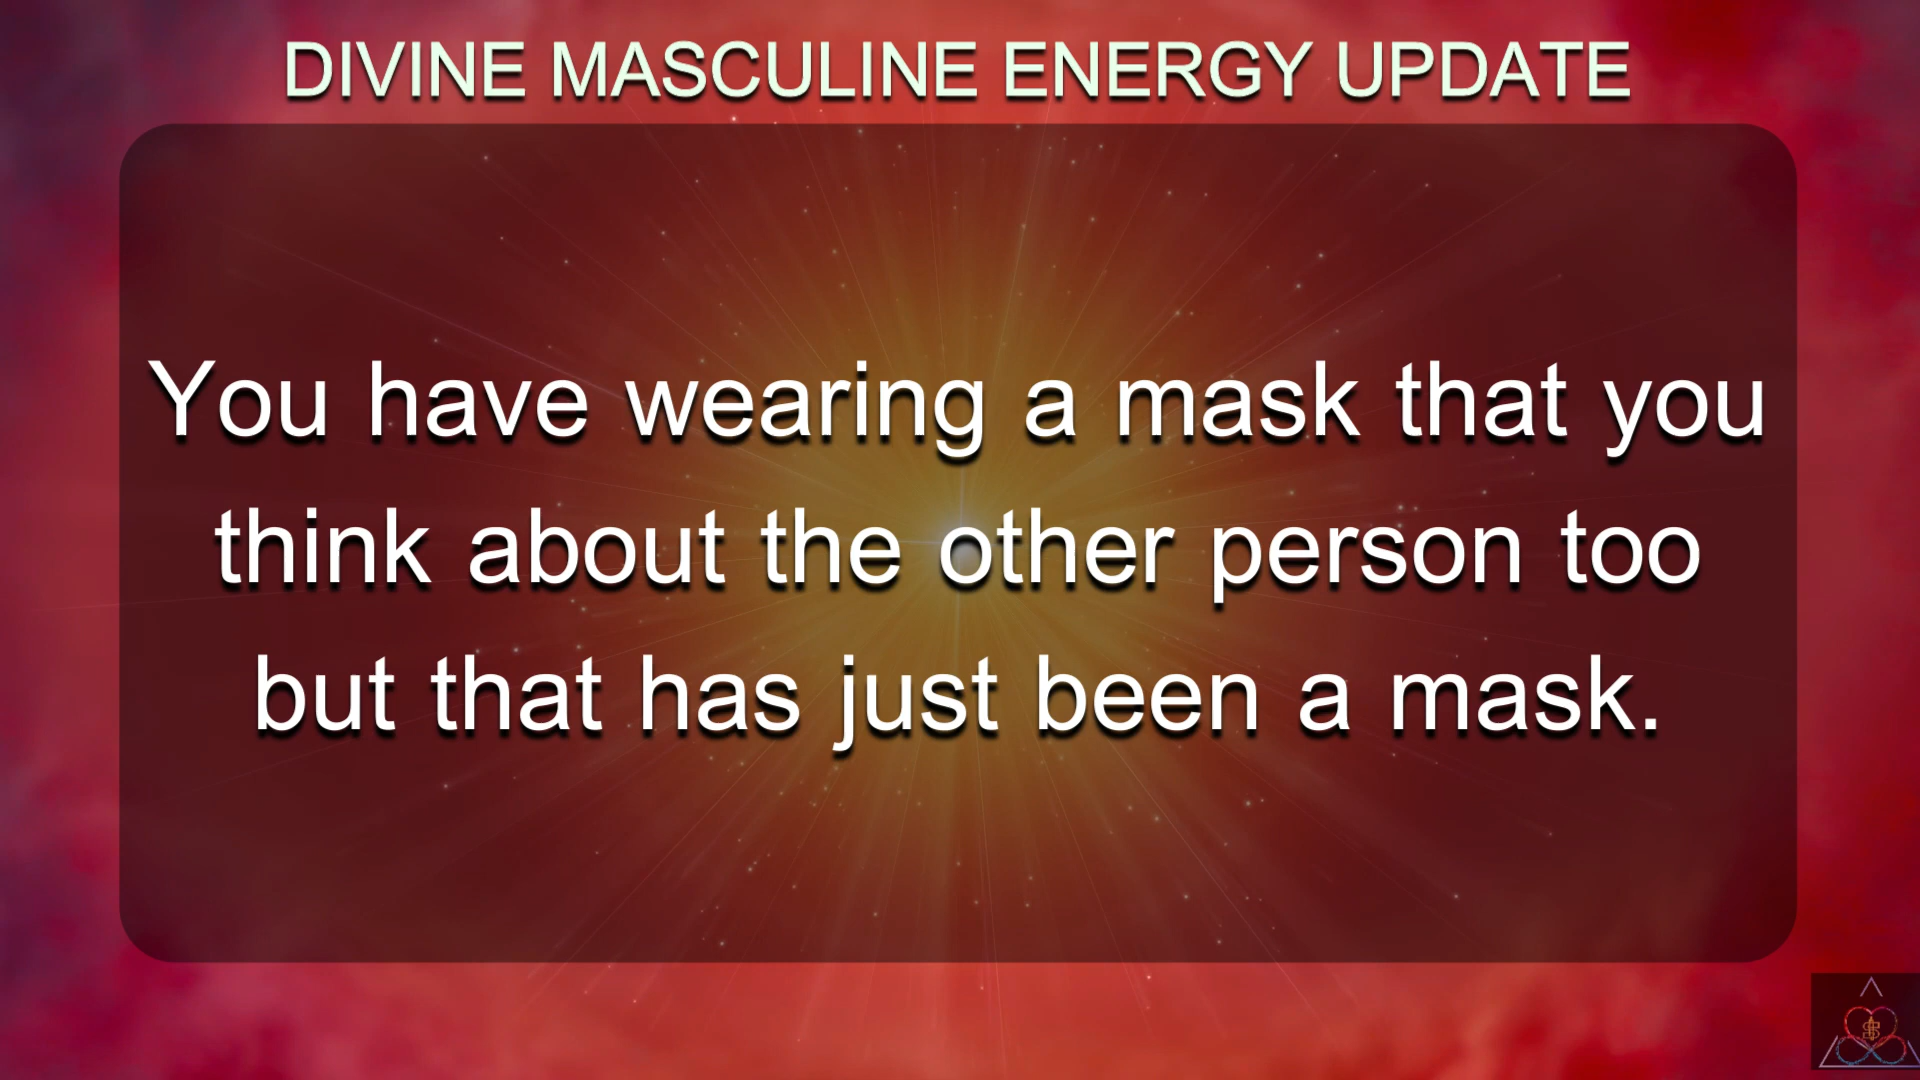 DIVINE MASCULINE ENERGY UPDATE
You have wearing a mask that you
think about the other person too
but that has just been a mask.